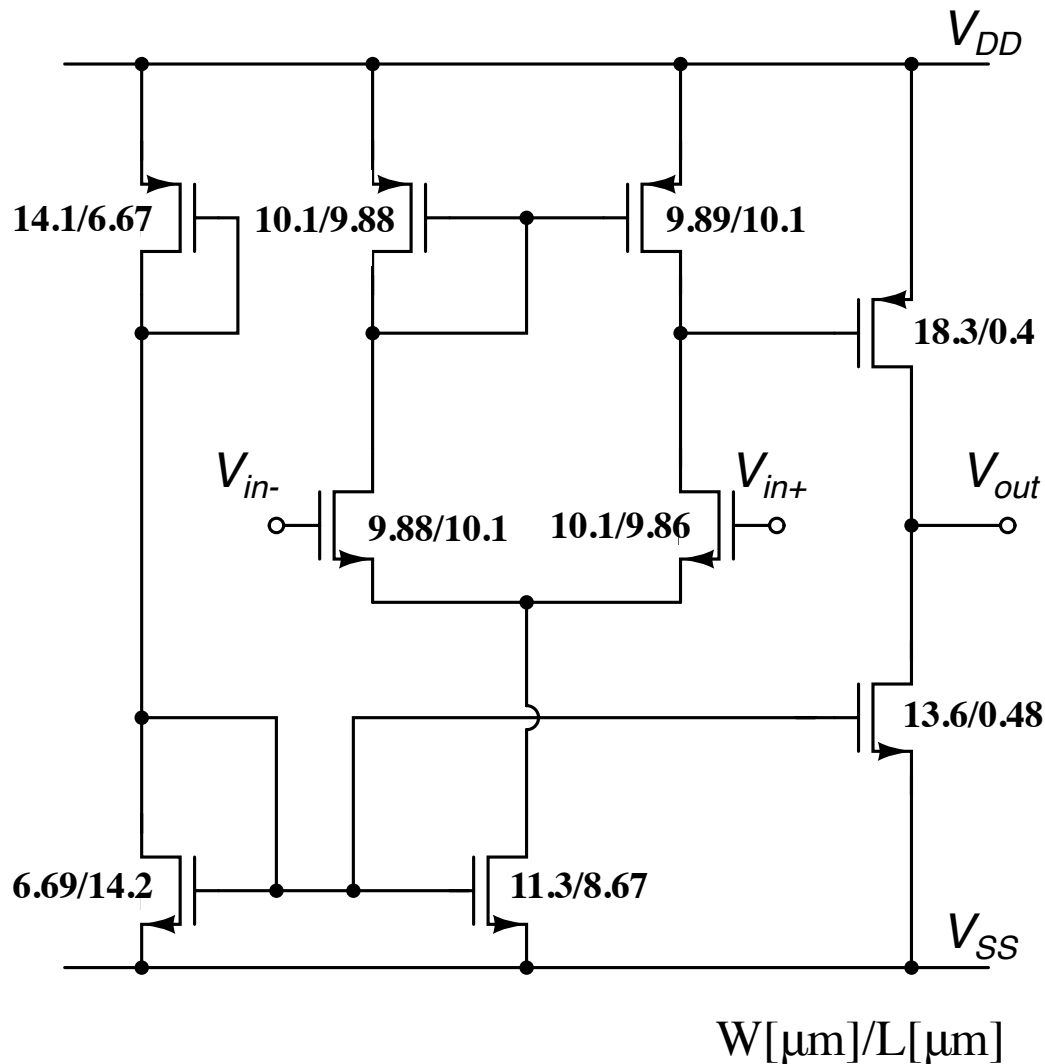 V_DD
14.1/6.67
10.1/9.88
9.89/10.1
18.3/0.4
V_in-
V_in+
V_out
9.88/10.1
10.1/9.86
13.6/0.48
6.69/14.2
11.3/8.67
V_SS
W[μm]/L[μm]